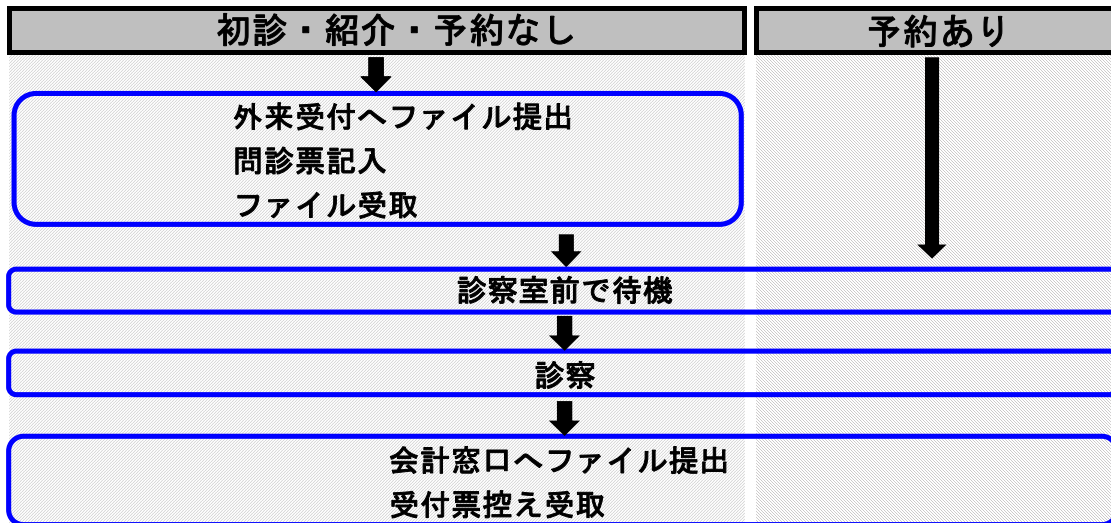 初診・紹介・予約なし
予約あり
外来受付へファイル提出
問診票記入
ファイル受取
診察室前で待機
診察
会計窓口へファイル提出
受付票控え受取